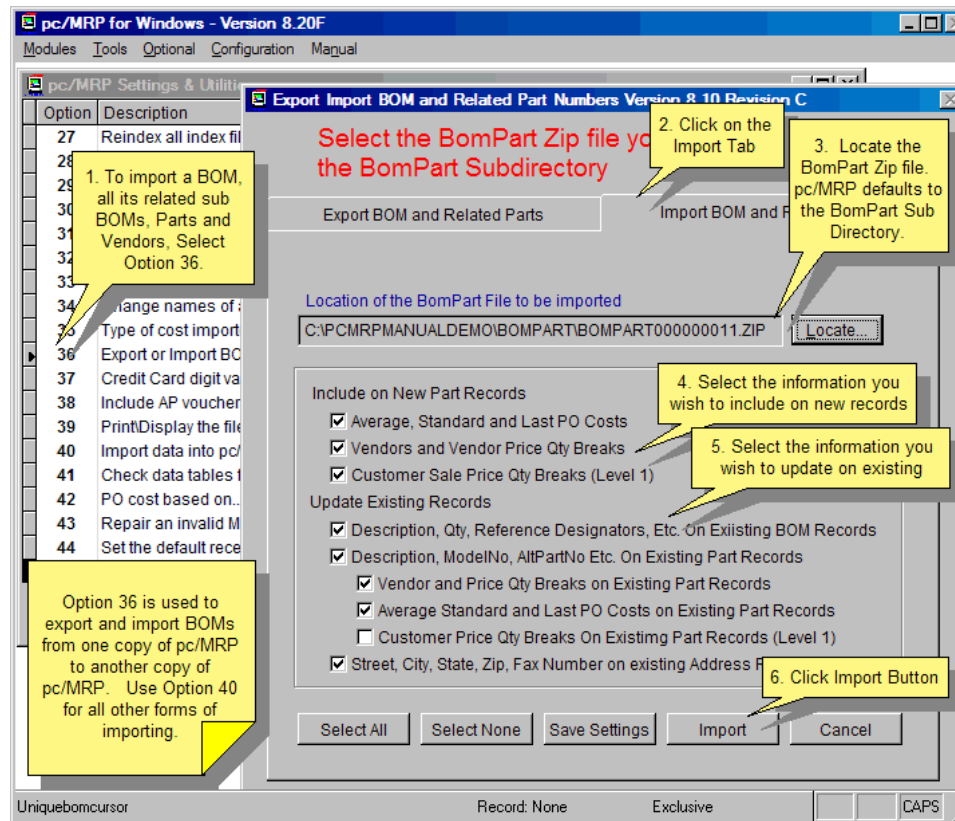 pc/MRP for Windows - Version 8.20F
Modules Tools Optional Configuration Manual
pc/MRP Settings & Utilitie
Option Description
27 Reindex all index fil
28
29
30
31
32
33
34 Change names of a
35 Type of cost import
36 Export or Import BO
37 Credit Card digit va
38 Include AP voucher
39 Print\Display the file
40 Import data into pc/
41 Check data tables f
42 PO cost based on..
43 Repair an invalid M
44 Set the default rece
1. To import a BOM,
all its related sub
BOMs, Parts and
Vendors, Select
Option 36.
Option 36 is used to
export and import BOMs
from one copy of pc/MRP
to another copy of
pc/MRP. Use Option 40
for all other forms of
importing.
Export Import BOM and Related Part Numbers Version 8.10 Revision C
Select the BomPart Zip file yo
the BomPart Subdirectory
2. Click on the
Import Tab
3. Locate the
BomPart Zip file.
pc/MRP defaults to
the BomPart Sub
Directory.
Export BOM and Related Parts
Import BOM and R
Location of the BomPart File to be imported
C:\PCMRPMANUALDEMO\BOMPART\BOMPART000000011.ZIP
Locate...
Include on New Part Records
Average, Standard and Last PO Costs
Vendors and Vendor Price Qty Breaks
Customer Sale Price Qty Breaks (Level 1)
4. Select the information you
wish to include on new records
5. Select the information you
wish to update on existing
Update Existing Records
Description, Qty, Reference Designators, Etc. On Exiisting BOM Records
Description, ModelNo, AltPartNo Etc. On Existing Part Records
Vendor and Price Qty Breaks on Existing Part Records
Average Standard and Last PO Costs on Existing Part Records
Customer Price Qty Breaks On Existimg Part Records (Level 1)
Street, City, State, Zip, Fax Number on existing Address
6. Click Import Button
Select All
Select None
Save Settings
Import
Cancel
Uniquebomcursor
Record: None
Exclusive
CAPS